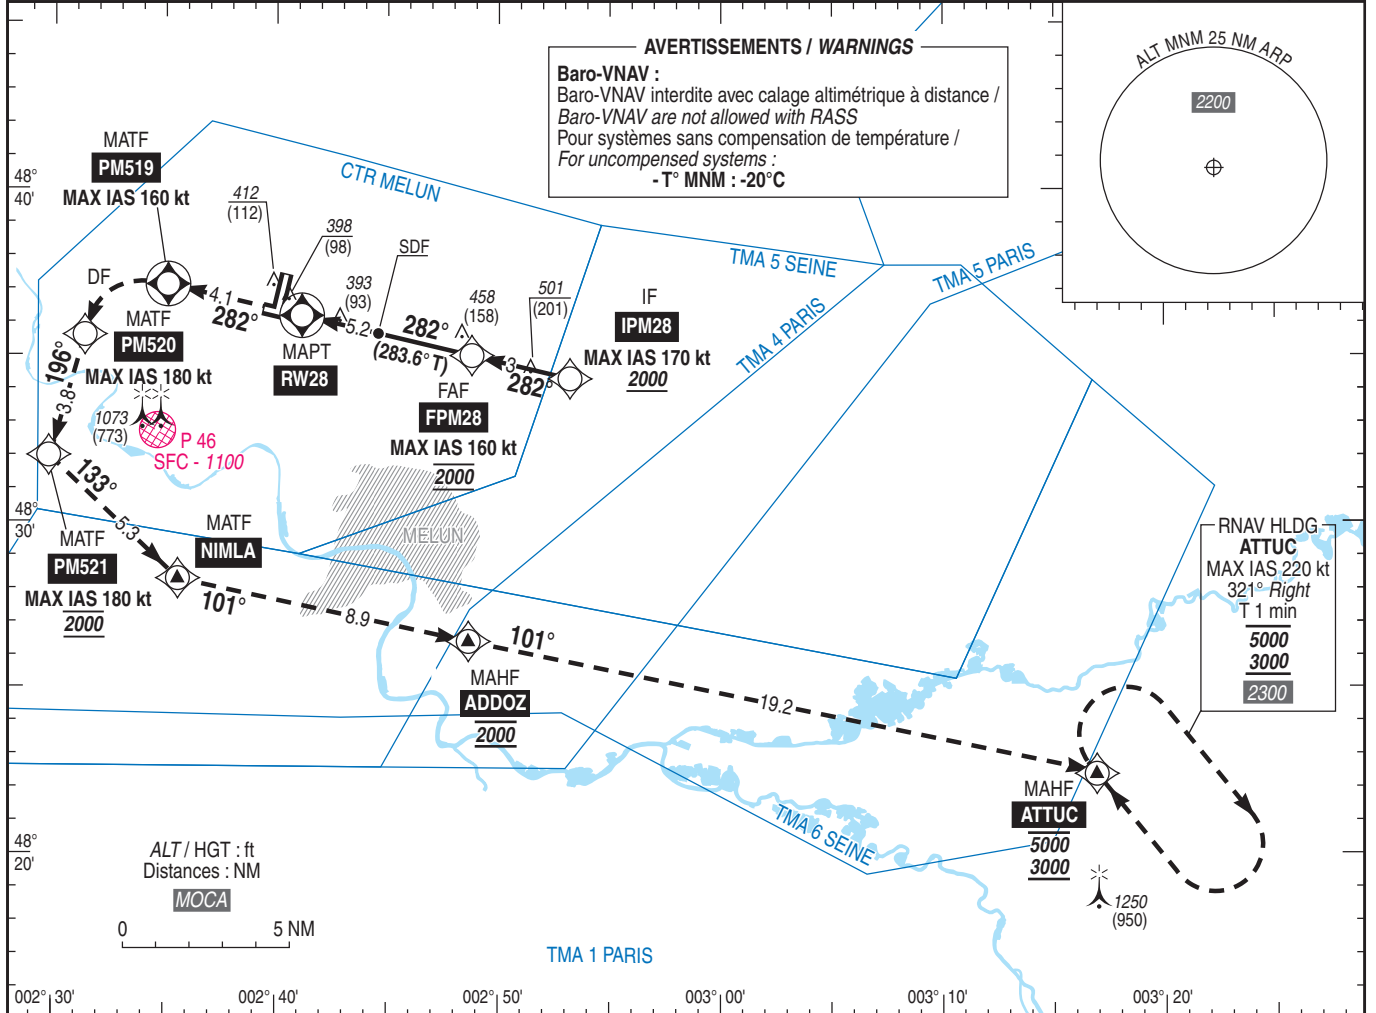 AVERTISSEMENTS / WARNINGS
Baro-VNAV :
Baro-VNAV interdite avec calage altimétrique à distance /
Baro-VNAV are not allowed with RASS
Pour systèmes sans compensation de température /
For uncompensed systems :
- T° MNM : -20°C
ALT MNM 25 NM ARP
2200
MATF
PM519
MAX IAS 160 kt
48°
40'
412
(112)
398
(98)
CTR MELUN
SDF
TMA 5 SEINE
TMA 5 PARIS
TMA 4 PARIS
DF
4.1
282°
393
(93)
5.2
282°
(283.6° T)
458
(158)
501
(201)
3
282°
IF
IPM28
MAX IAS 170 kt
2000
MATF
PM520
MAX IAS 180 kt
MAPT
RW28
FAF
FPM28
MAX IAS 160 kt
2000
196°
3.8
1073
(773)
P 46
SFC - 1100
133°
5.3
48°
30'
MATF
PM521
MAX IAS 180 kt
2000
MATF
NIMLA
MELUN
101°
8.9
101°
MAHF
ADDOZ
2000
19.2
RNAV HLDG
ATTUC
MAX IAS 220 kt
321° Right
T 1 min
5000
3000
2300
MAHF
ATTUC
5000
3000
TMA 6 SEINE
1250
(950)
48°
20'
ALT / HGT : ft
Distances : NM
MOCA
0 5 NM
TMA 1 PARIS
002° 30' 002° 40' 002° 50' 003° 00' 003° 10' 003° 20'